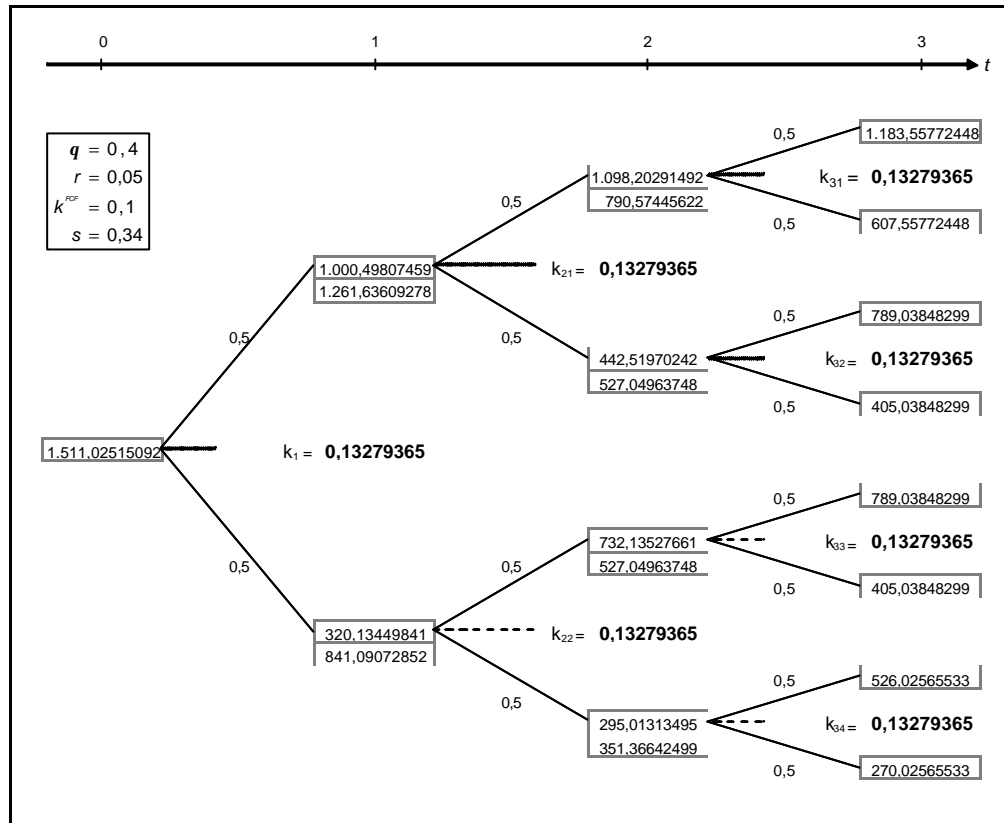 0 1 2 3
t
q = 0,4
r = 0,05
k^FCF = 0,1
s = 0,34
0,5 1.183,55772448
1.098,20291492
790,57445622
k31 = 0,13279365
0,5
0,5 607,55772448
1.000,49807459
1.261,63609278
k21 = 0,13279365
0,5 789,03848299
0,5
0,5
442,51970242
527,04963748
k32 = 0,13279365
0,5 405,03848299
1.511,02515092
k1 = 0,13279365
0,5 789,03848299
732,13527661
527,04963748
k33 = 0,13279365
0,5
0,5
0,5 405,03848299
320,13449841
841,09072852
k22 = 0,13279365
0,5 526,02565533
0,5
295,01313495
351,36642499
k34 = 0,13279365
0,5 270,02565533